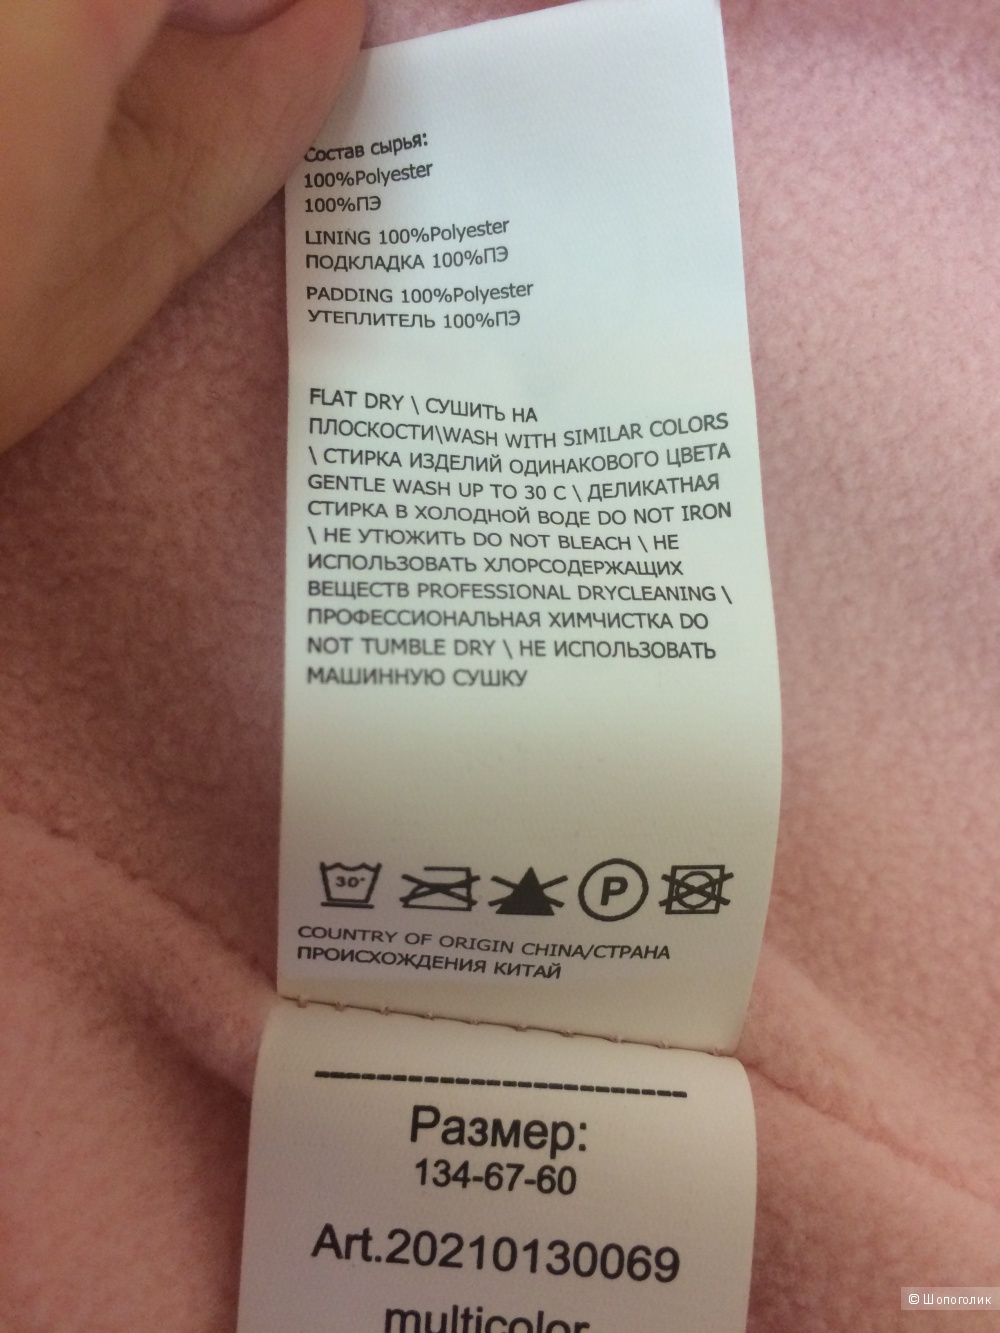 Состав сырья:
100%Polyester
100%ПЭ
LINING 100%Polyester
ПОДКЛАДКА 100%ПЭ
PADDING 100%Polyester
УТЕПЛИТЕЛЬ 100%ПЭ
FLAT DRY \ СУШИТЬ НА
ПЛОСКОСТИ\WASH WITH SIMILAR COLORS
\ СТИРКА ИЗДЕЛИЙ ОДИНАКОВОГО ЦВЕТА
GENTLE WASH UP TO 30 C \ ДЕЛИКАТНАЯ
СТИРКА В ХОЛОДНОЙ ВОДЕ DO NOT IRON
\ НЕ УТЮЖИТЬ DO NOT BLEACH \ НЕ
ИСПОЛЬЗОВАТЬ ХЛОРСОДЕРЖАЩИХ
ВЕЩЕСТВ PROFESSIONAL DRYCLEANING \
ПРОФЕССИОНАЛЬНАЯ ХИМЧИСТКА DO
NOT TUMBLE DRY \ НЕ ИСПОЛЬЗОВАТЬ
МАШИННУЮ СУШКУ
30° P
COUNTRY OF ORIGIN CHINA/СТРАНА
ПРОИСХОЖДЕНИЯ КИТАЙ
Размер:
134-67-60
Art.20210130069
multicolor
© Шопоголик